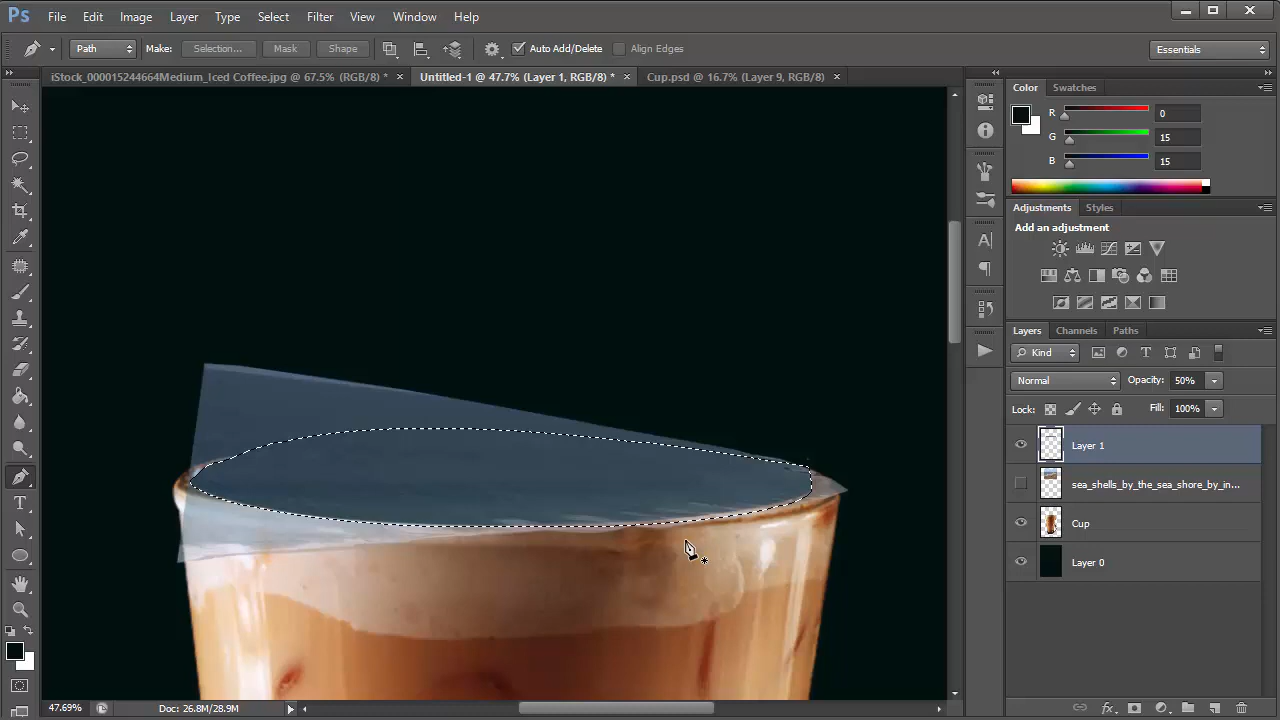 Ps File Edit Image Layer Type Select Filter View Window Help
Path Make: Selection... Mask Shape Auto Add/Delete Align Edges Essentials
iStock_000015244664Medium_Iced Coffee.jpg @ 67.5% (RGB/8) * × Untitled-1 @ 47.7% (Layer 1, RGB/8) * × Cup.psd @ 16.7% (Layer 9, RGB/8) ×
Color Swatches
R 0
G 15
B 15
Adjustments Styles
Add an adjustment
Layers Channels Paths
Kind
Normal Opacity: 50%
Lock: Fill: 100%
Layer 1
sea_shells_by_the_sea_shore_by_in...
Cup
Layer 0
47.69% Doc: 26.8M/28.9M